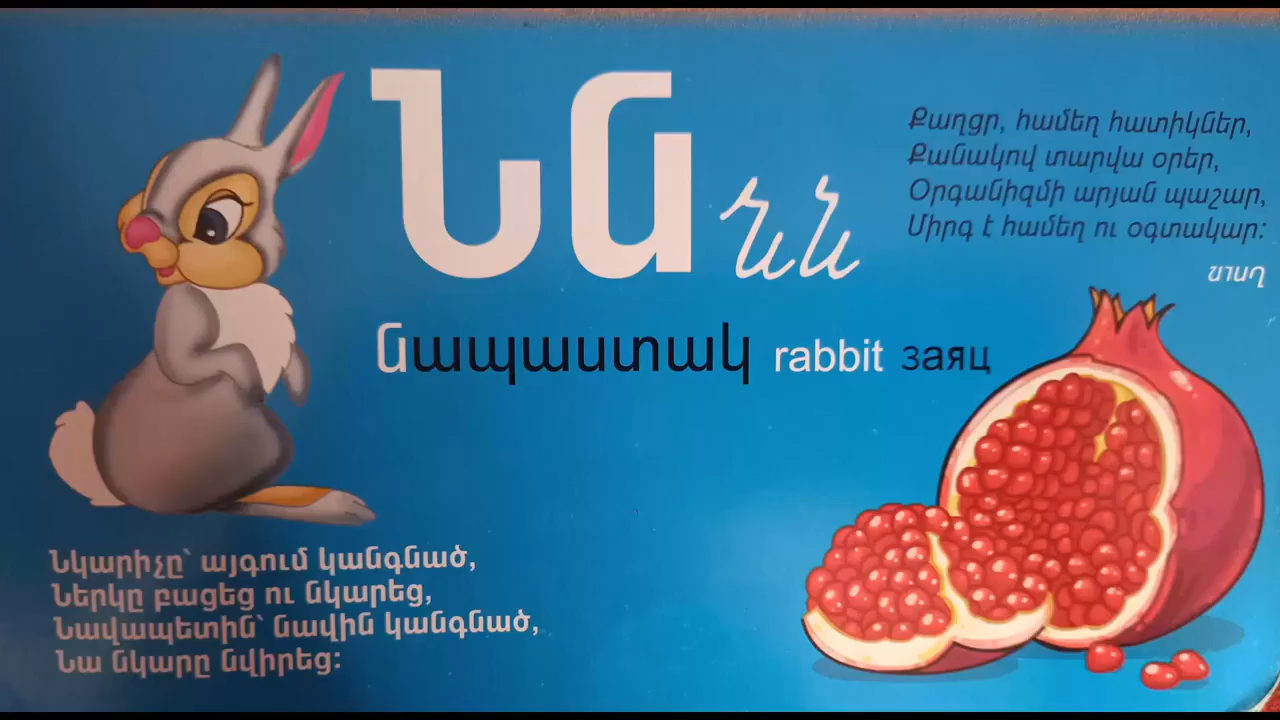 Նն նն
Քաղցր, համեղ հատիկներ,
Քանակով տարվա օրեր,
Օրգանիզմի արյան պաշար,
Միրգ է համեղ ու օգտակար:
նապաստակ rabbit заяц
Նկարիչը՝ այգում կանգնած,
Ներկը բացեց ու նկարեց,
Նավապետին՝ նավին կանգնած,
Նա նկարը նվիրեց: